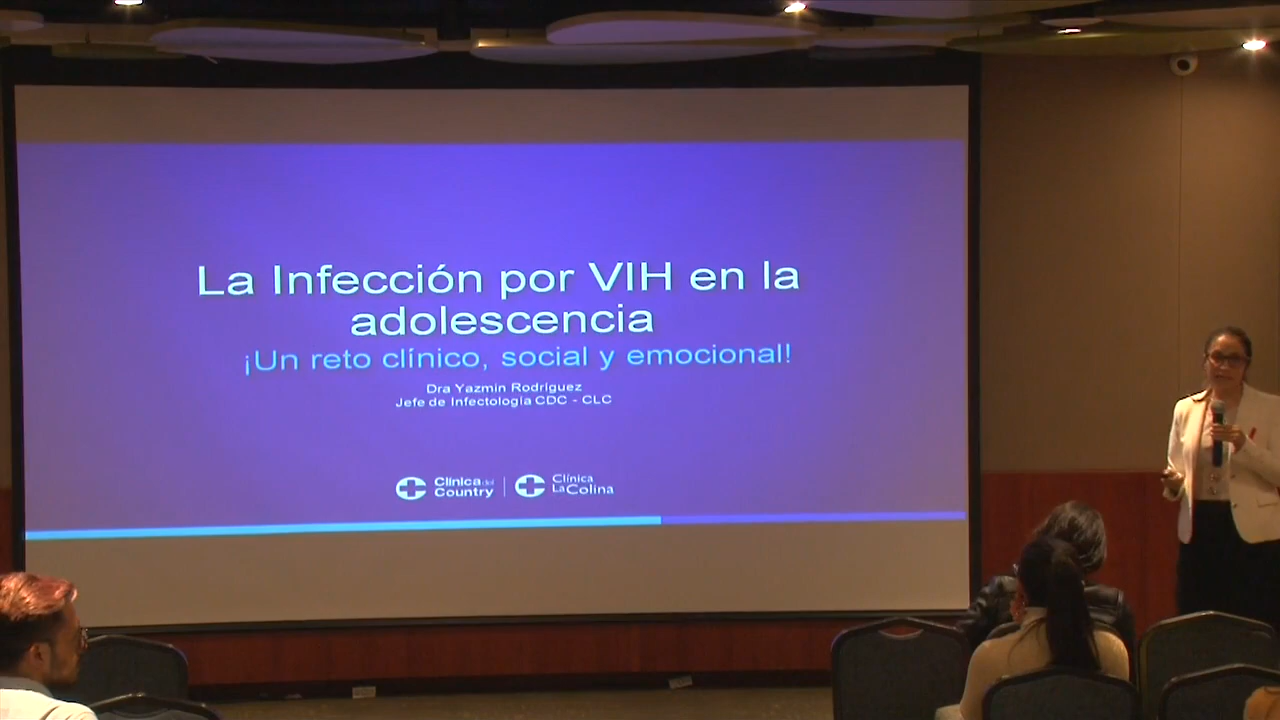 La Infección por VIH en la
adolescencia
¡Un reto clínico, social y emocional!
Dra Yazmin Rodríguez
Jefe de Infectología CDC - CLC
Clínica del
Country
Clínica
La Colina